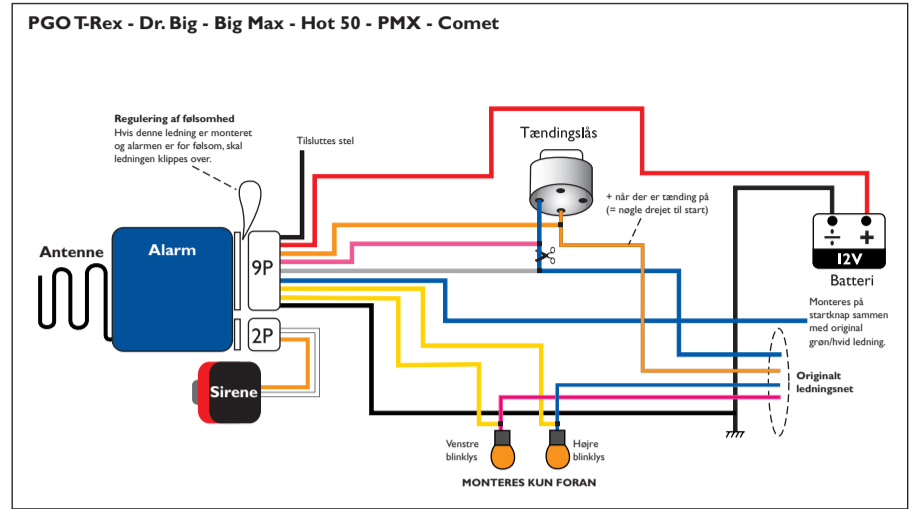 PGO T-Rex - Dr. Big - Big Max - Hot 50 - PMX - Comet
Regulering af følsomhed
Hvis denne ledning er monteret
og alarmen er for følsom, skal
ledningen klippes over.
Tilsluttes stel
Tændingslås
+ når der er tænding på
(= nøgle drejet til start)
Antenne
Alarm
9P
2P
Sirene
÷ +
12V
Batteri
Monteres på
startknap sammen
med original
grøn/hvid ledning.
Originalt
ledningsnet
Venstre
blinklys
Højre
blinklys
MONTERES KUN FORAN